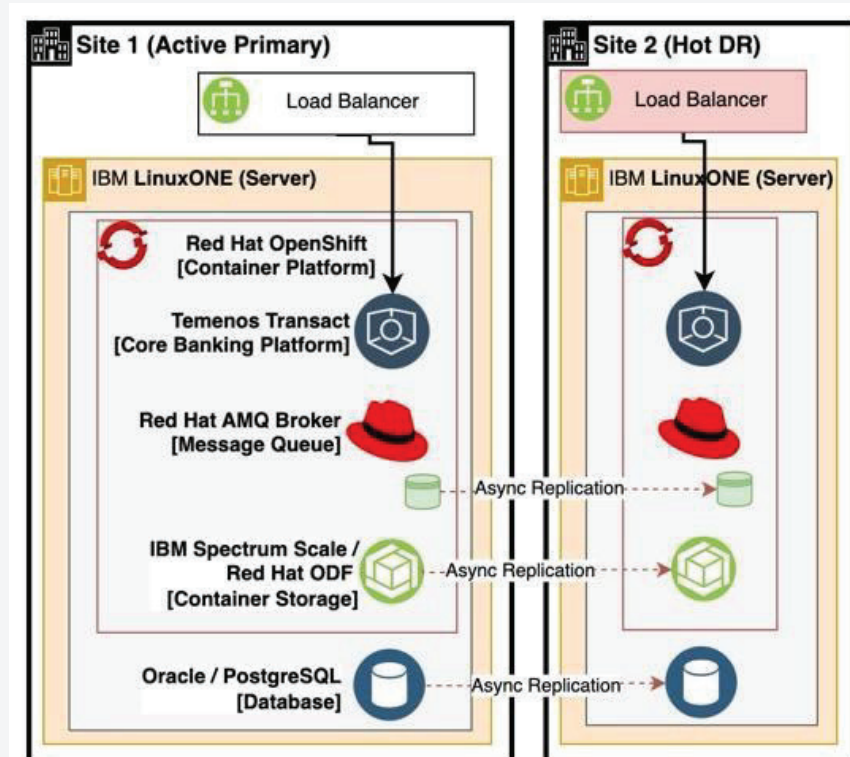 Site 1 (Active Primary)
Load Balancer
IBM LinuxONE (Server)
Red Hat OpenShift
[Container Platform]
Temenos Transact
[Core Banking Platform]
Red Hat AMQ Broker
[Message Queue]
Async Replication
IBM Spectrum Scale /
Red Hat ODF
[Container Storage]
Async Replication
Oracle / PostgreSQL
[Database]
Async Replication
Site 2 (Hot DR)
Load Balancer
IBM LinuxONE (Server)